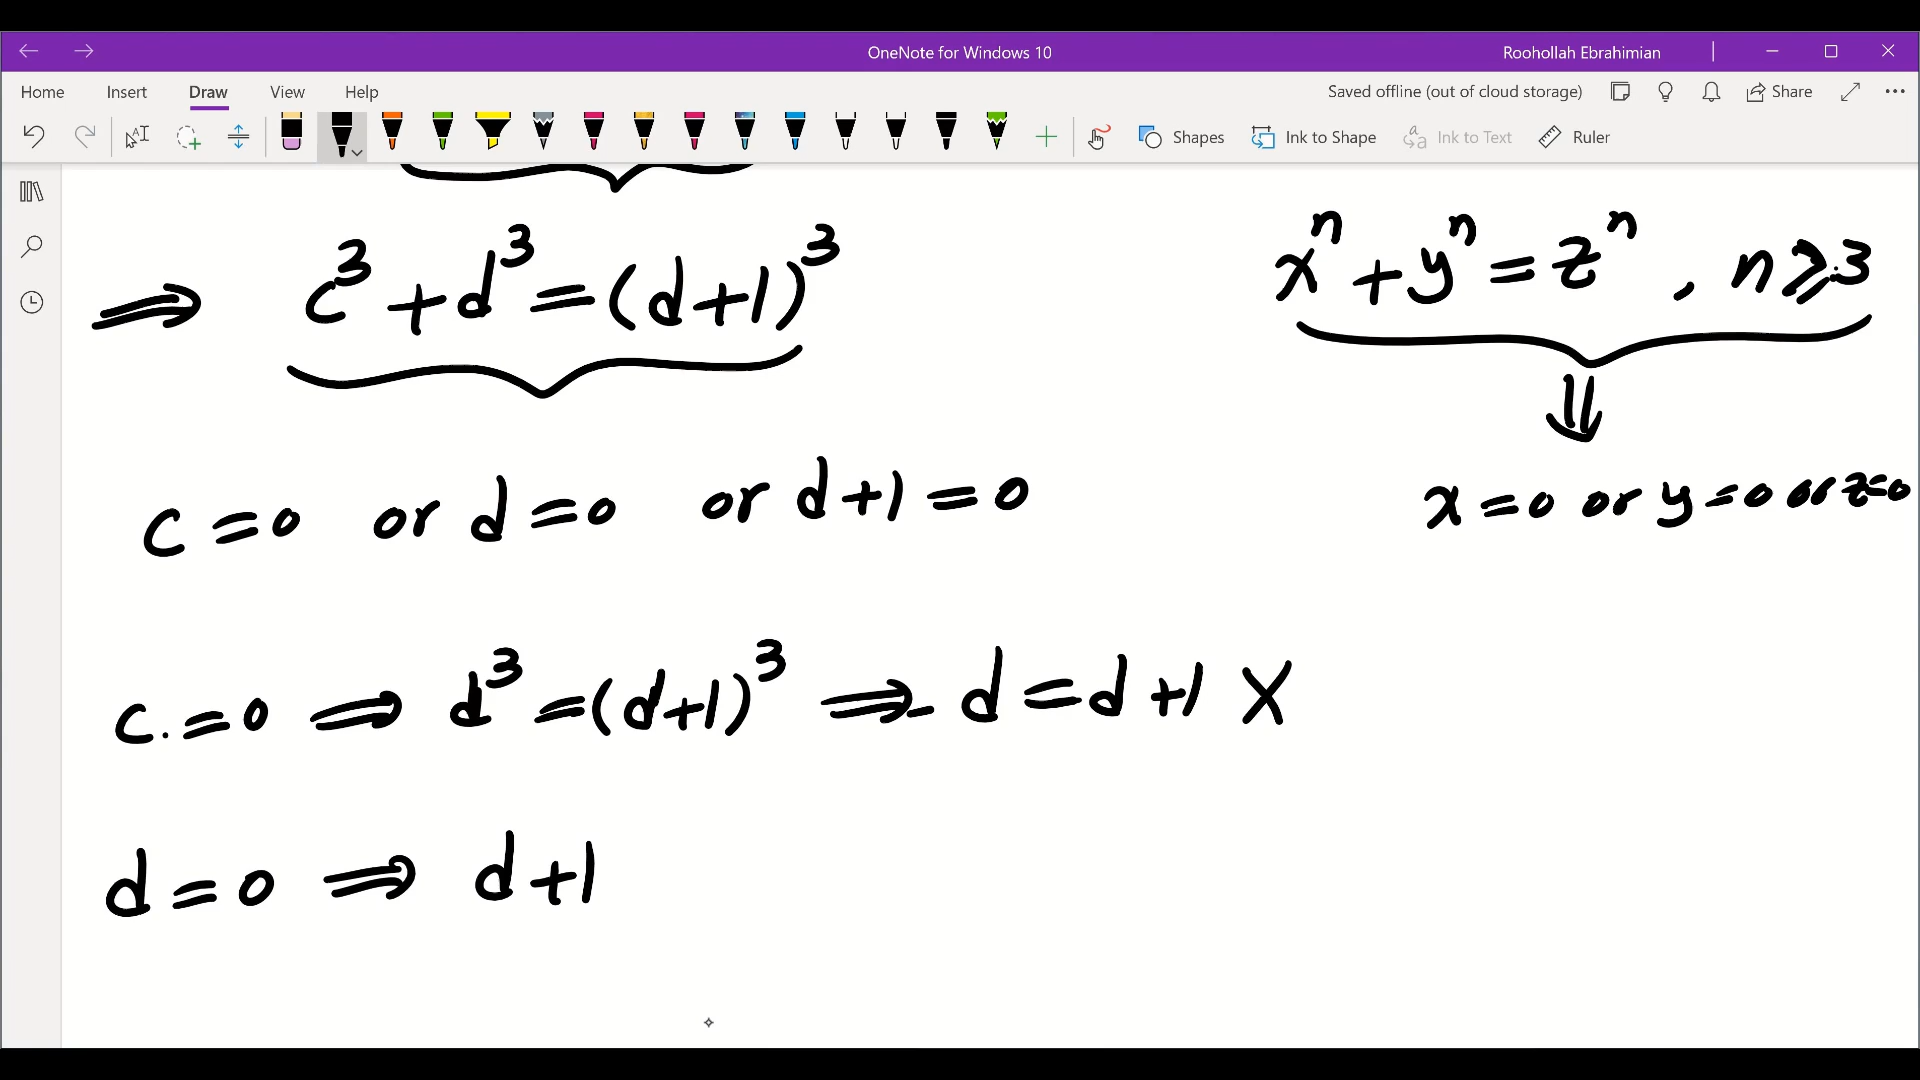 OneNote for Windows 10
Roohollah Ebrahimian
Home Insert Draw View Help
Saved offline (out of cloud storage) Share
Shapes Ink to Shape Ink to Text Ruler
⟹ c³ + d³ = (d+1)³
xⁿ + yⁿ = zⁿ , n ⩾ 3
⇓
c = 0 or d = 0 or d+1 = 0
x = 0 or y = 0 or z = 0
c = 0 ⟹ d³ = (d+1)³ ⟹ d = d+1 X
d = 0 ⟹ d+1